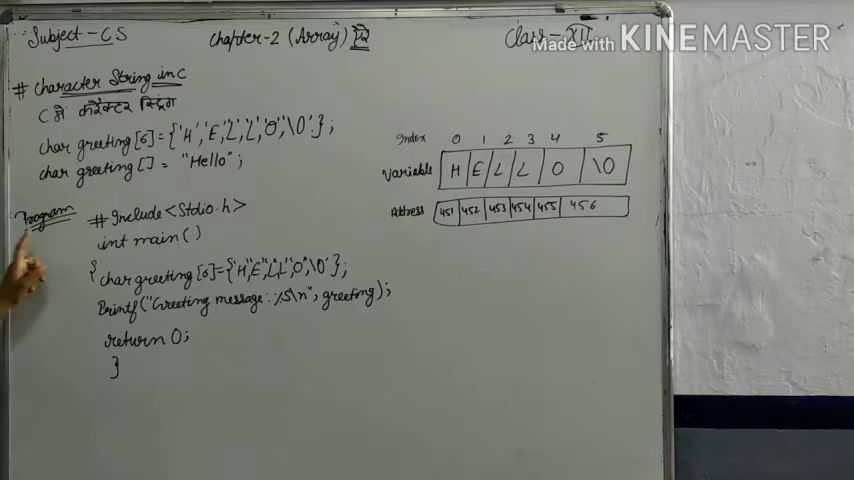 Subject - CS
Chapter-2 (Array) ऐरे
Class - XII
Made with KINEMASTER
# Character String in C
C में करैक्टर स्ट्रिंग
char greeting [6] = {'H','E','L','L','O','\0'};
char greeting [] = "Hello";
Index 0 1 2 3 4 5
Variable H E L L O \0
Address 451 452 453 454 455 456
Program
# Include <Stdio.h>
int main ( )
{ char greeting [6] = {'H','E','L','L','O','\0'};
Printf ("Greeting message: %S\n", greeting);
return 0;
}